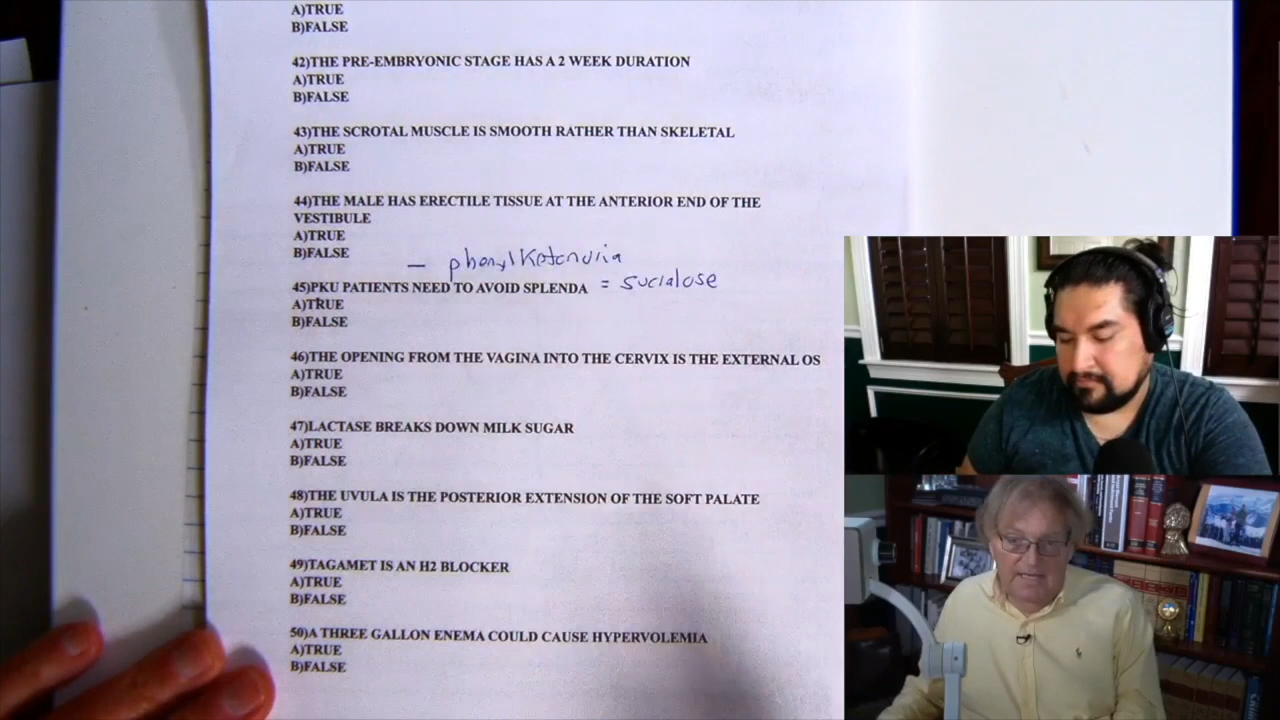 A)TRUE
B)FALSE
42)THE PRE-EMBRYONIC STAGE HAS A 2 WEEK DURATION
A)TRUE
B)FALSE
43)THE SCROTAL MUSCLE IS SMOOTH RATHER THAN SKELETAL
A)TRUE
B)FALSE
44)THE MALE HAS ERECTILE TISSUE AT THE ANTERIOR END OF THE
VESTIBULE
A)TRUE
B)FALSE
– phenylketonuria
45)PKU PATIENTS NEED TO AVOID SPLENDA = sucralose
A)TRUE
B)FALSE
46)THE OPENING FROM THE VAGINA INTO THE CERVIX IS THE EXTERNAL OS
A)TRUE
B)FALSE
47)LACTASE BREAKS DOWN MILK SUGAR
A)TRUE
B)FALSE
48)THE UVULA IS THE POSTERIOR EXTENSION OF THE SOFT PALATE
A)TRUE
B)FALSE
49)TAGAMET IS AN H2 BLOCKER
A)TRUE
B)FALSE
50)A THREE GALLON ENEMA COULD CAUSE HYPERVOLEMIA
A)TRUE
B)FALSE